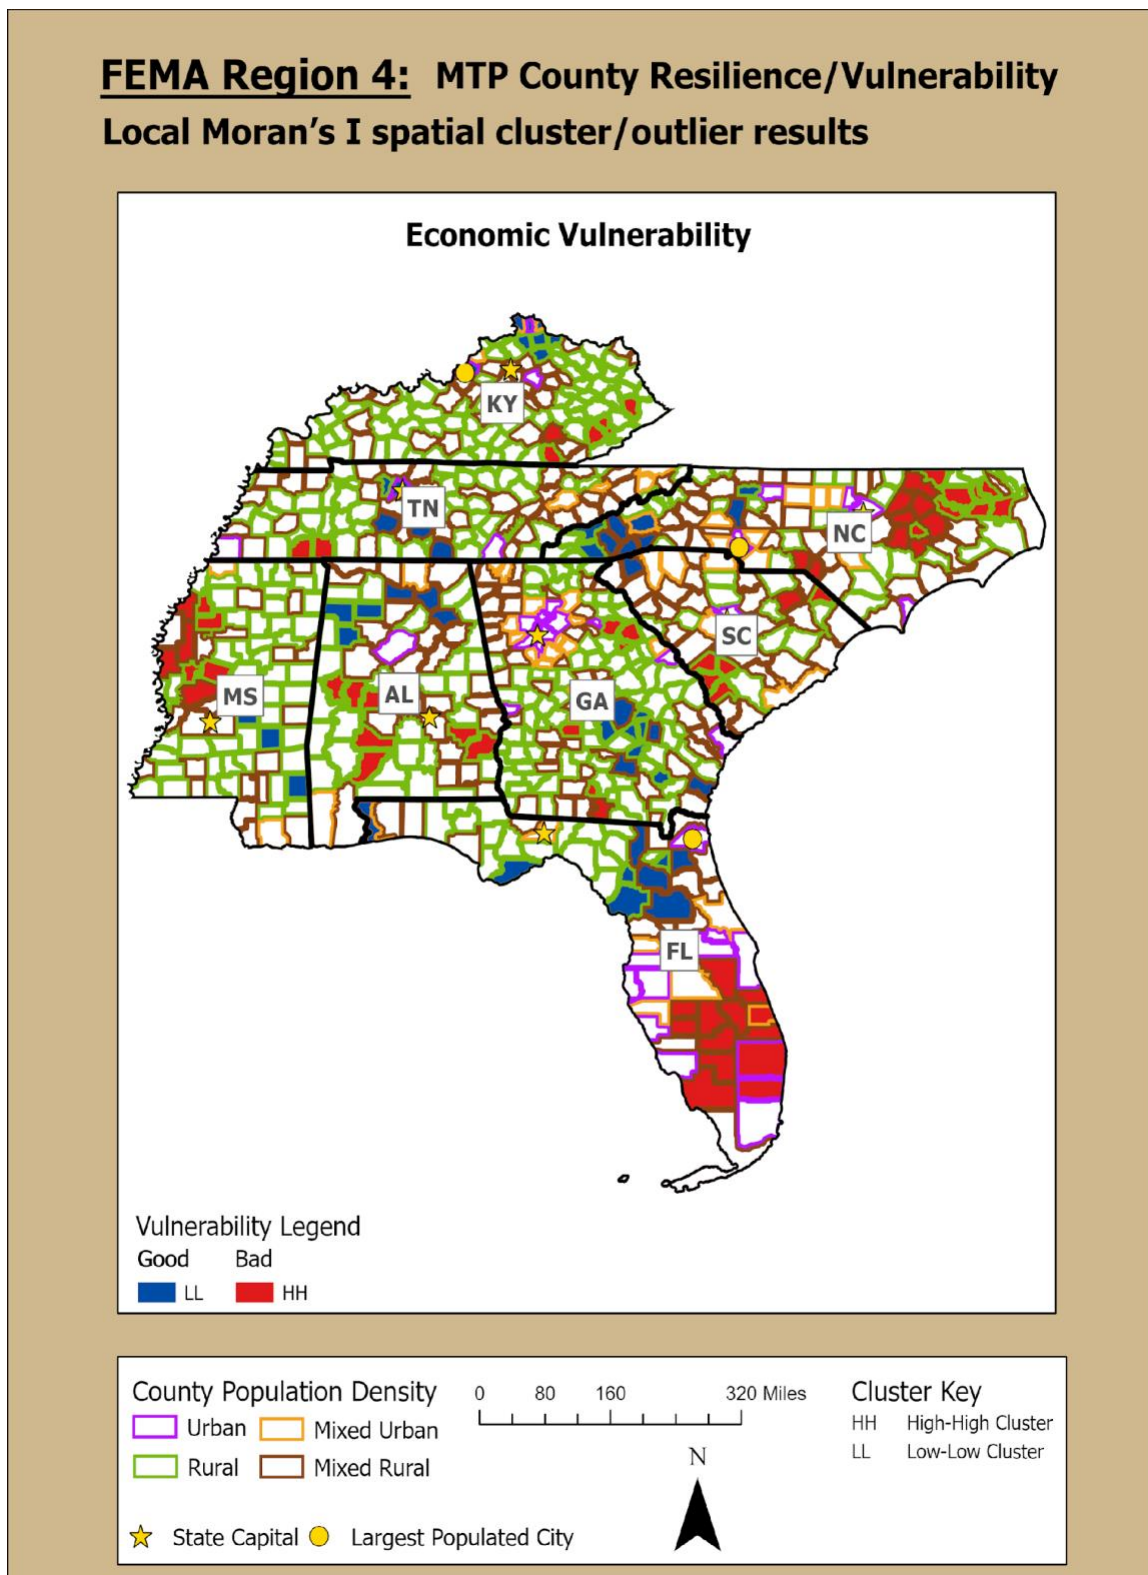 FEMA Region 4: MTP County Resilience/Vulnerability
Local Moran's I spatial cluster/outlier results
Economic Vulnerability
KY
TN
NC
SC
MS
AL
GA
FL
Vulnerability Legend
Good Bad
LL HH
County Population Density
Urban Mixed Urban
Rural Mixed Rural
State Capital Largest Populated City
0 80 160 320 Miles
N
Cluster Key
HH High-High Cluster
LL Low-Low Cluster